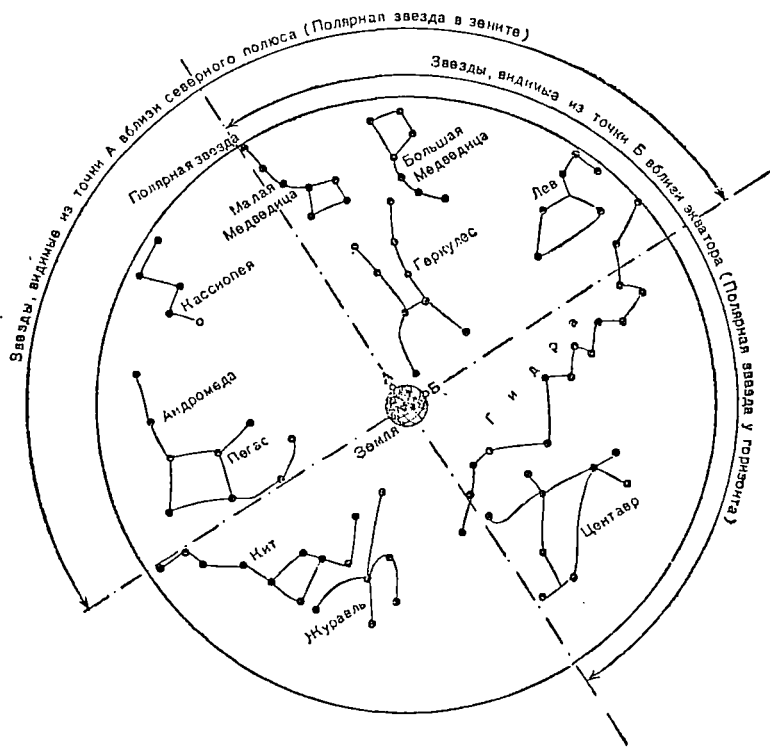 Звезды, видимые из точки А вблизи северного полюса (Полярная звезда в зените)
Звезды, видимые из точки Б вблизи экватора (Полярная звезда у горизонта)
Полярная звезда
Малая
Медведица
Большая
Медведица
Лев
Кассиопея
Геркулес
Гидра
Андромеда
Пегас
Б
Земля
Центавр
Кит
Журавль